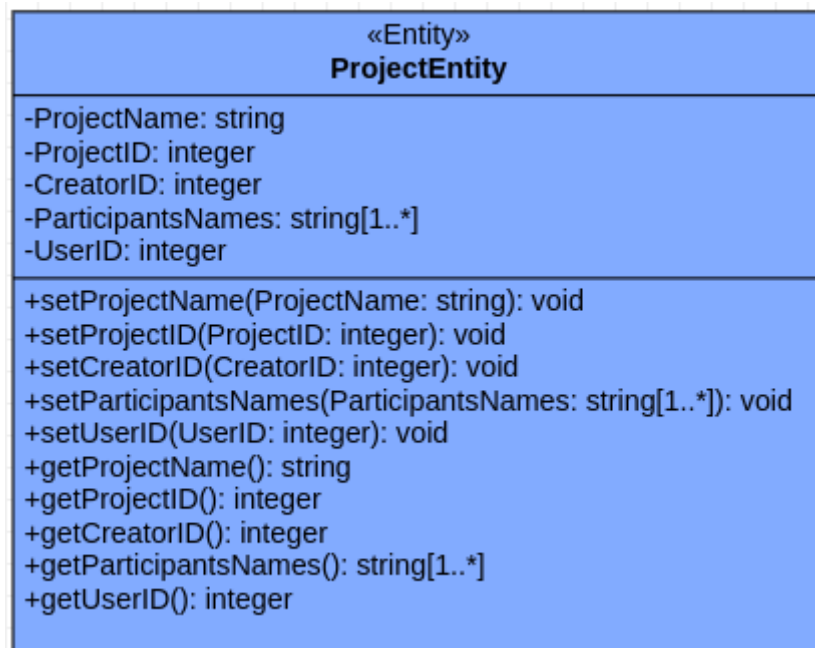 «Entity»
ProjectEntity
-ProjectName: string
-ProjectID: integer
-CreatorID: integer
-ParticipantsNames: string[1..*]
-UserID: integer
+setProjectName(ProjectName: string): void
+setProjectID(ProjectID: integer): void
+setCreatorID(CreatorID: integer): void
+setParticipantsNames(ParticipantsNames: string[1..*]): void
+setUserID(UserID: integer): void
+getProjectName(): string
+getProjectID(): integer
+getCreatorID(): integer
+getParticipantsNames(): string[1..*]
+getUserID(): integer